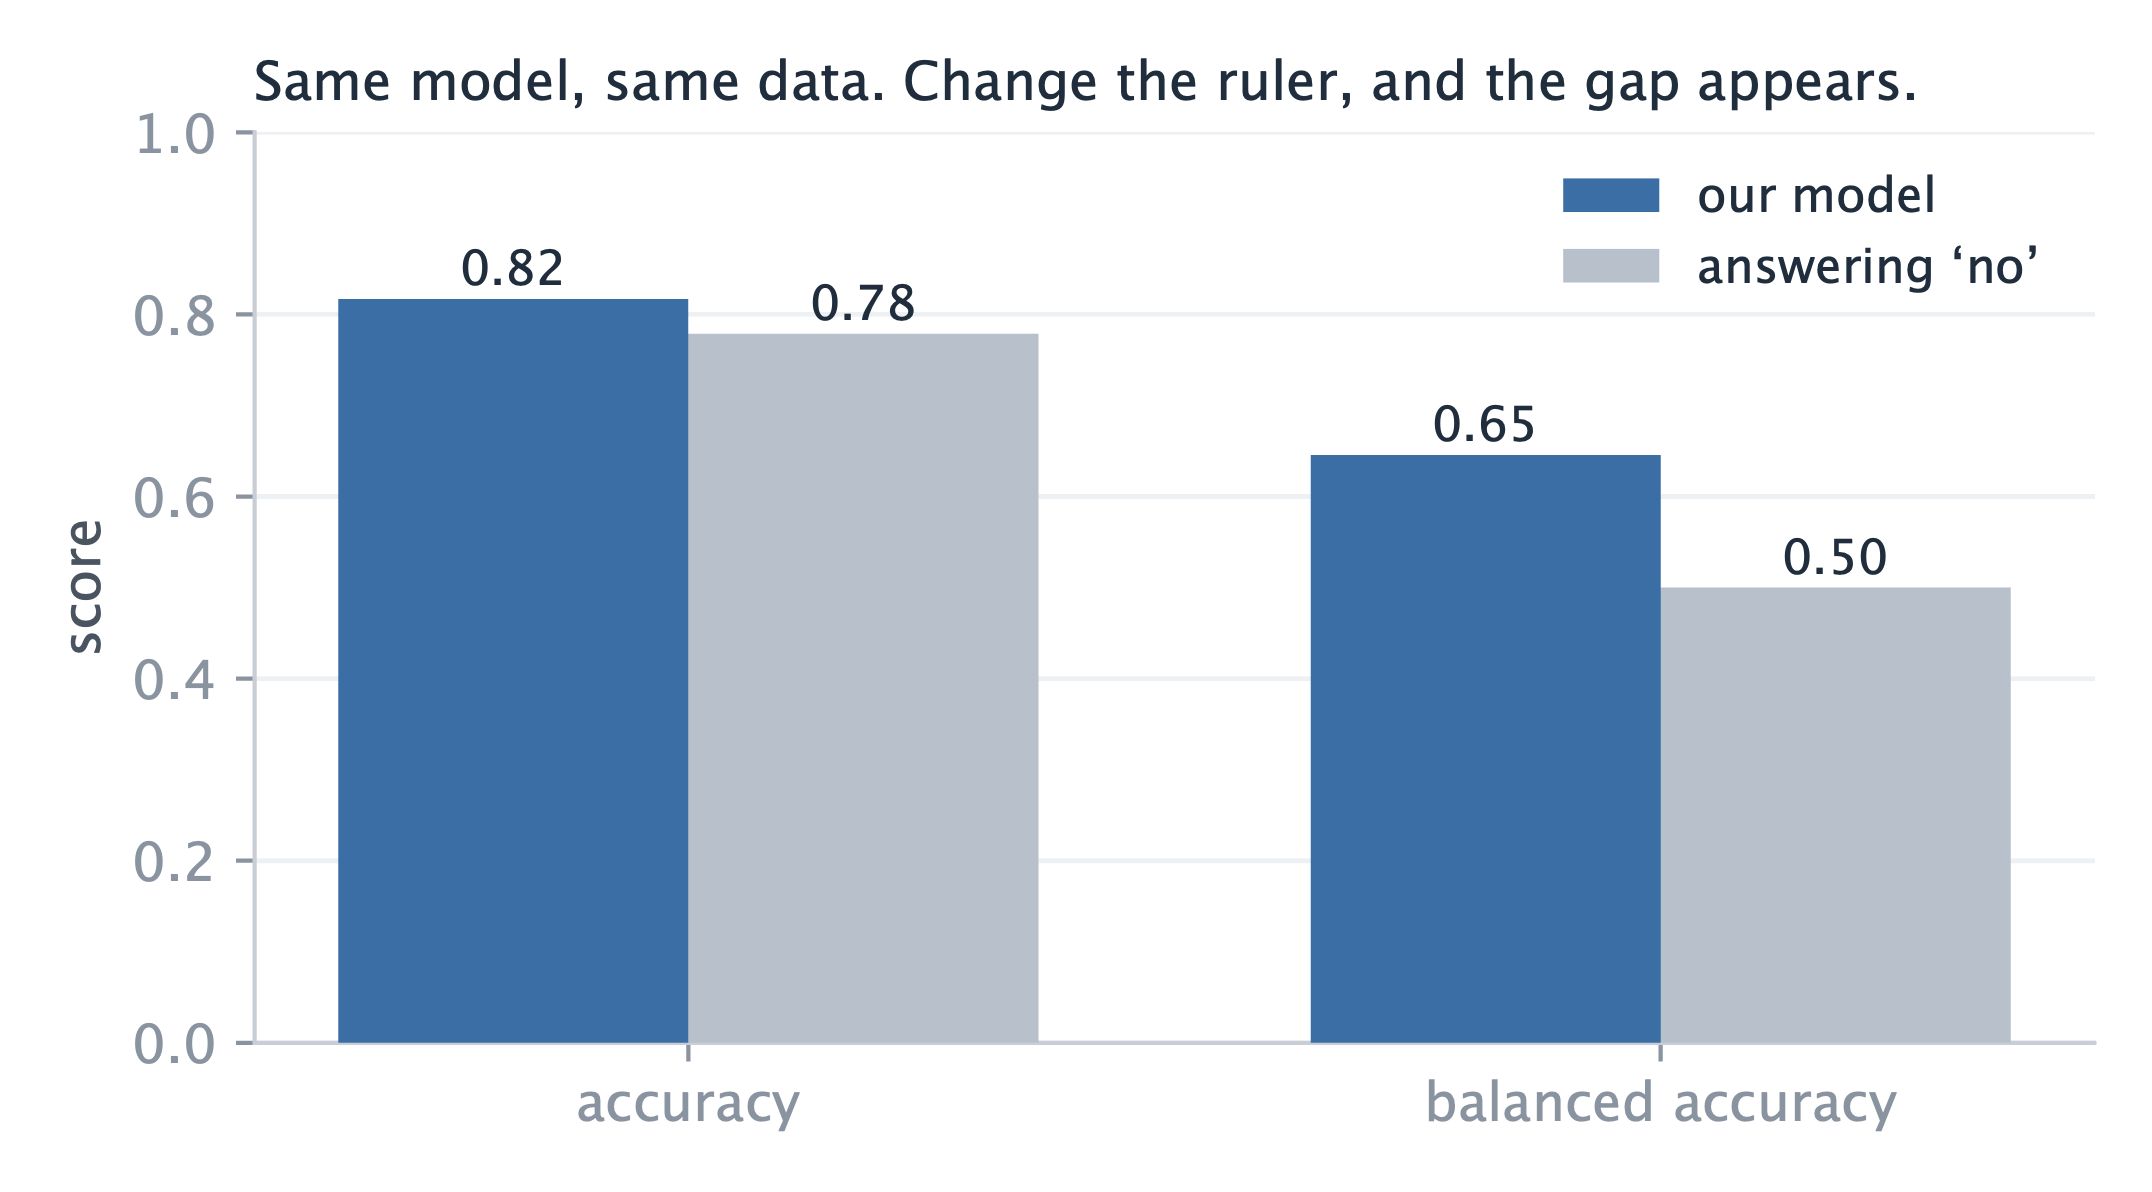 Same model, same data. Change the ruler, and the gap appears.
1.0
0.8
0.6
0.4
0.2
0.0
score
our model
answering ‘no’
0.82
0.78
0.65
0.50
accuracy
balanced accuracy